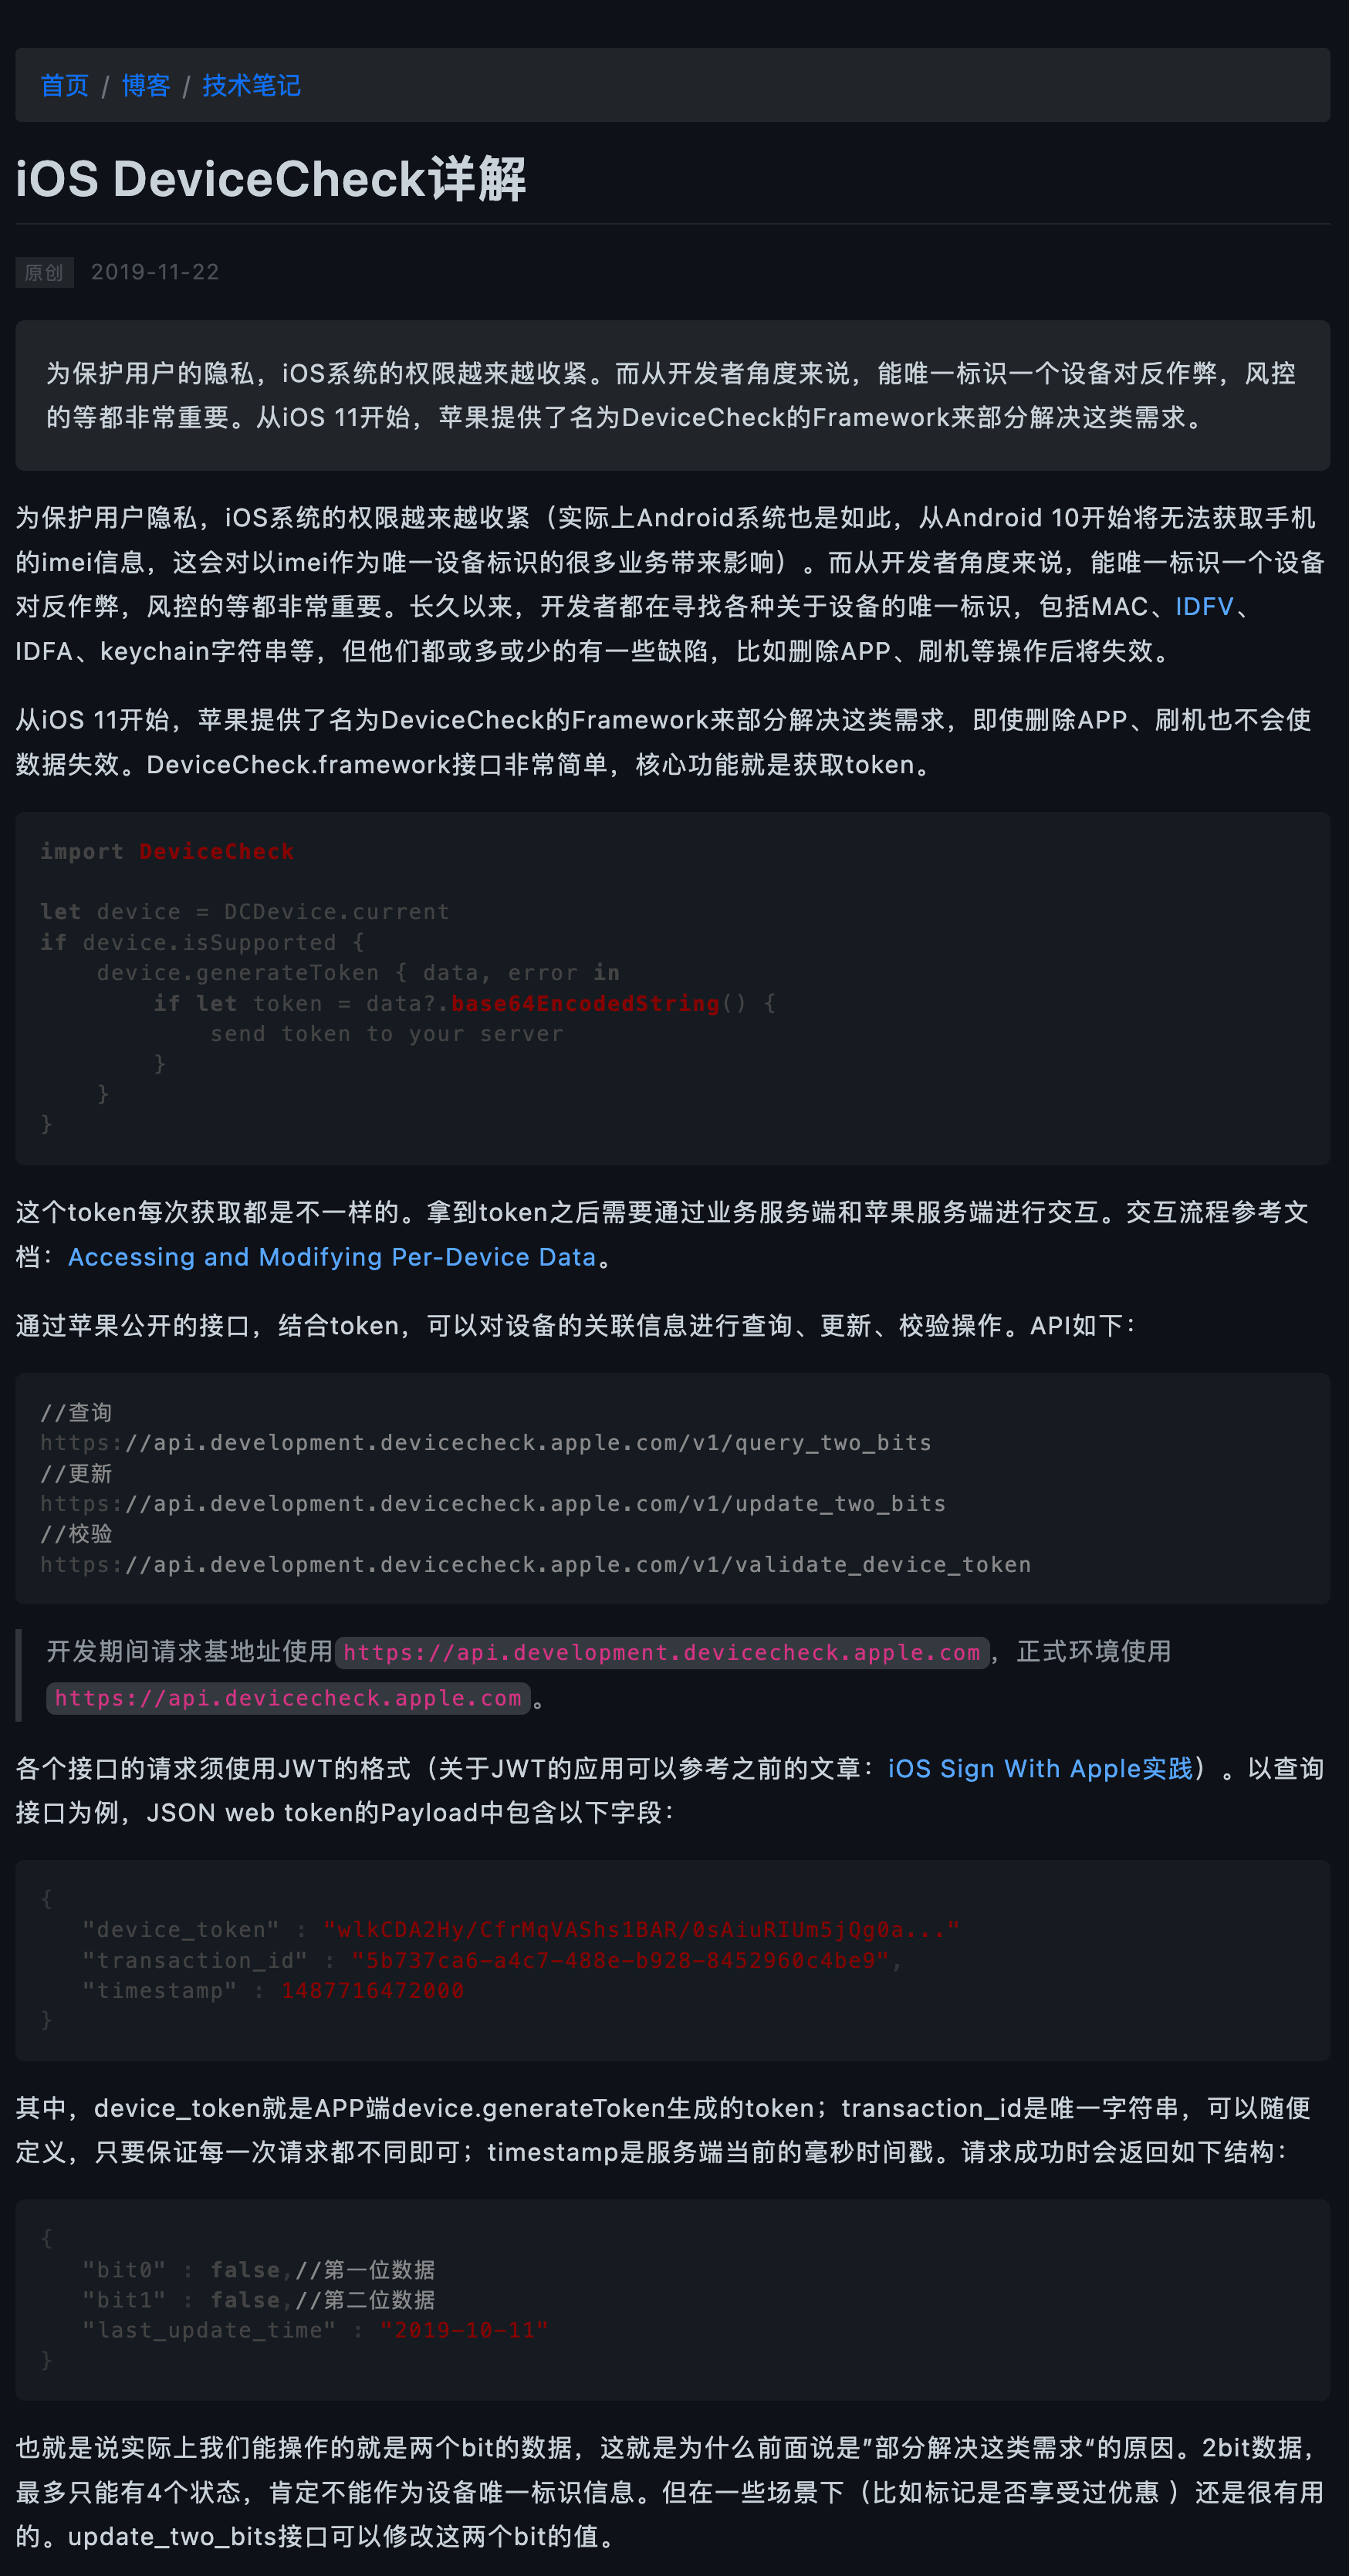 首页 / 博客 / 技术笔记
iOS DeviceCheck详解
原创 2019-11-22
为保护用户的隐私，iOS系统的权限越来越收紧。而从开发者角度来说，能唯一标识一个设备对反作弊，风控
的等都非常重要。从iOS 11开始，苹果提供了名为DeviceCheck的Framework来部分解决这类需求。
为保护用户隐私，iOS系统的权限越来越收紧（实际上Android系统也是如此，从Android 10开始将无法获取手机
的imei信息，这会对以imei作为唯一设备标识的很多业务带来影响）。而从开发者角度来说，能唯一标识一个设备
对反作弊，风控的等都非常重要。长久以来，开发者都在寻找各种关于设备的唯一标识，包括MAC、IDFV、
IDFA、keychain字符串等，但他们都或多或少的有一些缺陷，比如删除APP、刷机等操作后将失效。
从iOS 11开始，苹果提供了名为DeviceCheck的Framework来部分解决这类需求，即使删除APP、刷机也不会使
数据失效。DeviceCheck.framework接口非常简单，核心功能就是获取token。
import DeviceCheck
let device = DCDevice.current
if device.isSupported {
    device.generateToken { data, error in
        if let token = data?.base64EncodedString() {
            send token to your server
        }
    }
}
这个token每次获取都是不一样的。拿到token之后需要通过业务服务端和苹果服务端进行交互。交互流程参考文
档：Accessing and Modifying Per-Device Data。
通过苹果公开的接口，结合token，可以对设备的关联信息进行查询、更新、校验操作。API如下：
//查询
https://api.development.devicecheck.apple.com/v1/query_two_bits
//更新
https://api.development.devicecheck.apple.com/v1/update_two_bits
//校验
https://api.development.devicecheck.apple.com/v1/validate_device_token
开发期间请求基地址使用https://api.development.devicecheck.apple.com，正式环境使用
https://api.devicecheck.apple.com。
各个接口的请求须使用JWT的格式（关于JWT的应用可以参考之前的文章：iOS Sign With Apple实践）。以查询
接口为例，JSON web token的Payload中包含以下字段：
{
   "device_token" : "wlkCDA2Hy/CfrMqVAShs1BAR/0sAiuRIUm5jQg0a..."
   "transaction_id" : "5b737ca6-a4c7-488e-b928-8452960c4be9",
   "timestamp" : 1487716472000
}
其中，device_token就是APP端device.generateToken生成的token；transaction_id是唯一字符串，可以随便
定义，只要保证每一次请求都不同即可；timestamp是服务端当前的毫秒时间戳。请求成功时会返回如下结构：
{
   "bit0" : false,//第一位数据
   "bit1" : false,//第二位数据
   "last_update_time" : "2019-10-11"
}
也就是说实际上我们能操作的就是两个bit的数据，这就是为什么前面说是”部分解决这类需求“的原因。2bit数据，
最多只能有4个状态，肯定不能作为设备唯一标识信息。但在一些场景下（比如标记是否享受过优惠 ）还是很有用
的。update_two_bits接口可以修改这两个bit的值。